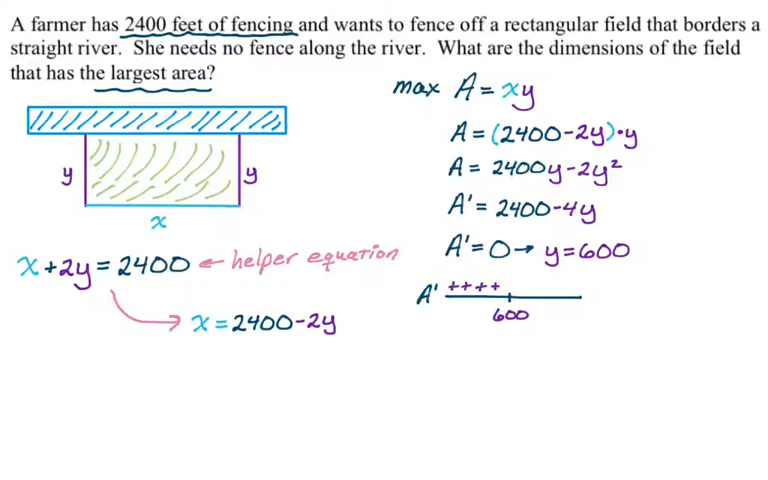 A farmer has 2400 feet of fencing and wants to fence off a rectangular field that borders a
straight river. She needs no fence along the river. What are the dimensions of the field
that has the largest area?
max A = xy
A = (2400-2y)•y
A = 2400y-2y²
A' = 2400-4y
A' = 0 → y=600
A' ++++
600
y y
x
x+2y=2400 ← helper equation
x=2400-2y